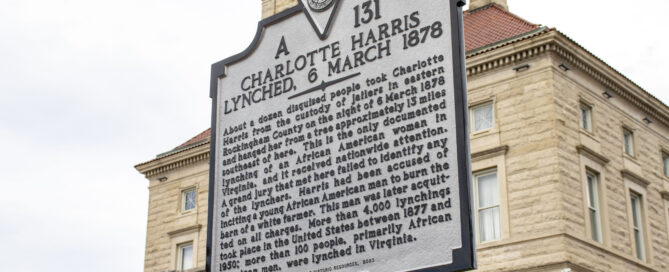 A 131
CHARLOTTE HARRIS
LYNCHED, 6 MARCH 1878
About a dozen disguised people took Charlotte
Harris from the custody of jailers in eastern
Rockingham County on the night of 6 March 1878
and hanged her from a tree approximately 13 miles
southeast of here. This is the only documented
lynching of an African American woman in
Virginia, and it received nationwide attention.
A grand jury that met here failed to identify any
of the lynchers. Harris had been accused of
inciting a young African American man to burn the
barn of a white farmer. This man was later acquit-
ted on all charges. More than 4,000 lynchings
took place in the United States between 1877 and
1950; more than 100 people, primarily African
men, were lynched in Virginia.
HISTORIC RESOURCES,